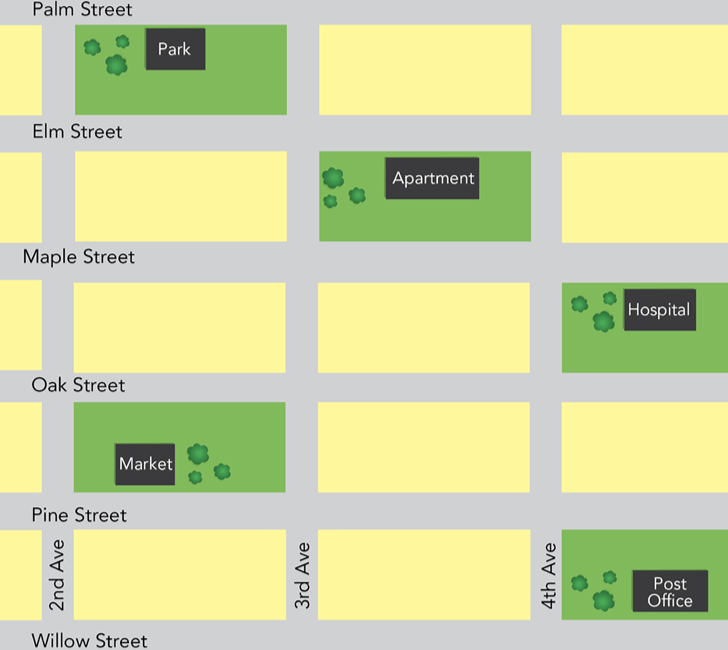 Palm Street
Park
Elm Street
Apartment
Maple Street
Hospital
Oak Street
Market
Pine Street
2nd Ave
3rd Ave
4th Ave
Post
Office
Willow Street